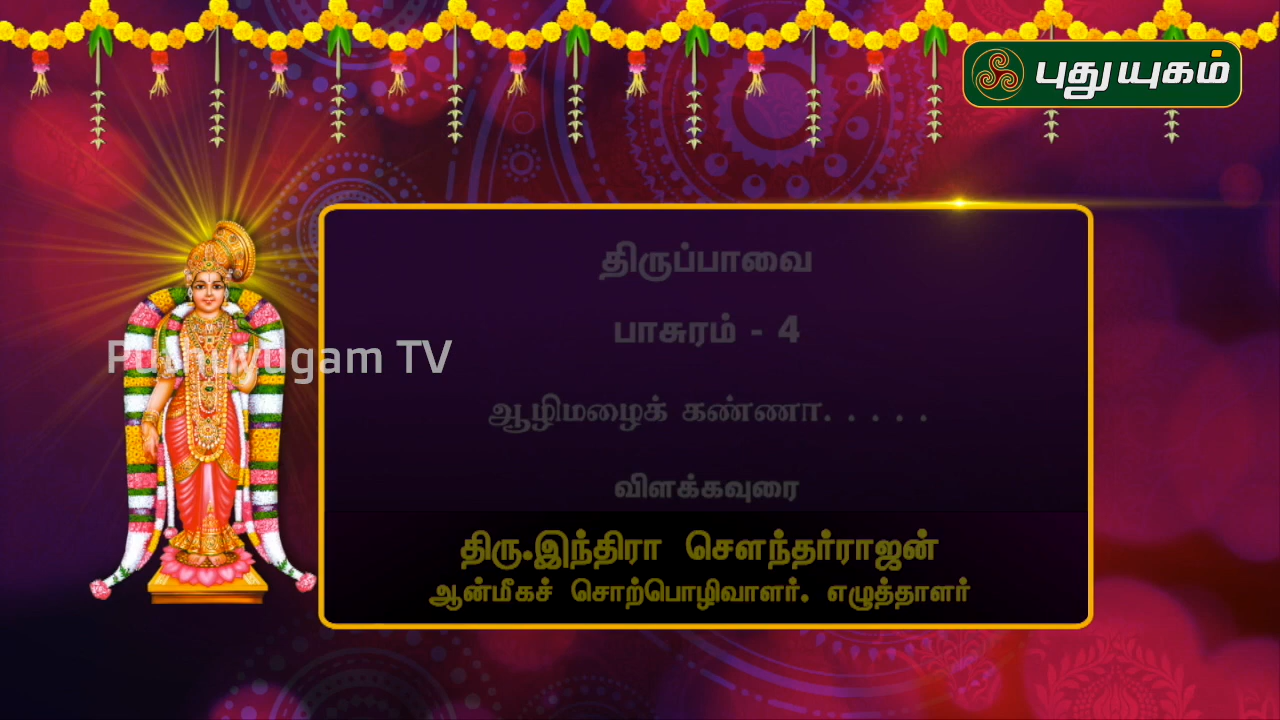 புதுயுகம்
திருப்பாவை
பாசுரம் - 4
Puthuyugam TV
ஆழிமழைக் கண்ணா. . . . .
விளக்கவுரை
திரு.இந்திரா சௌந்தர்ராஜன்
ஆன்மீகச் சொற்பொழிவாளர். எழுத்தாளர்